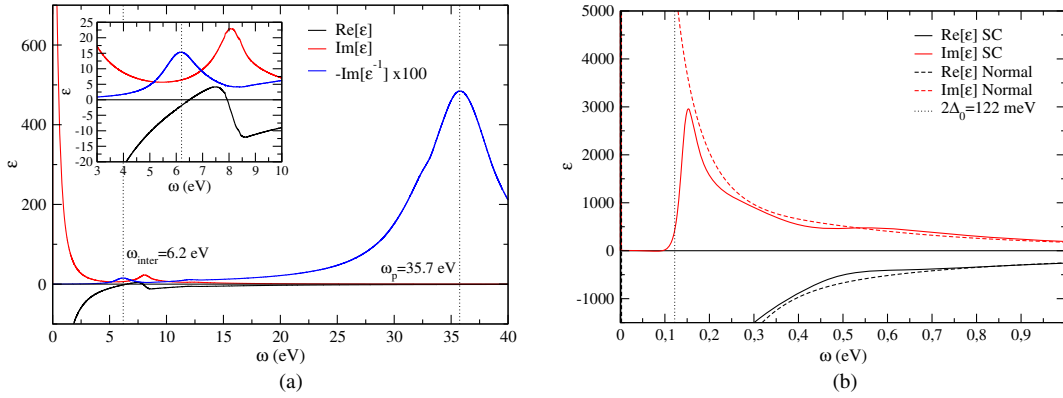 600
400
200
0
ε
0 5 10 15 20 25 30 35 40
ω (eV)
Re[ε]
Im[ε]
-Im[ε⁻¹] x100
ω_inter=6.2 eV
ω_p=35.7 eV
25
20
15
10
5
0
-5
-10
-15
-20
ε
3 4 5 6 7 8 9 10
ω (eV)
(a)
5000
4000
3000
2000
1000
0
-1000
ε
0 0,1 0,2 0,3 0,4 0,5 0,6 0,7 0,8 0,9
ω (eV)
Re[ε] SC
Im[ε] SC
Re[ε] Normal
Im[ε] Normal
2Δ₀=122 meV
(b)